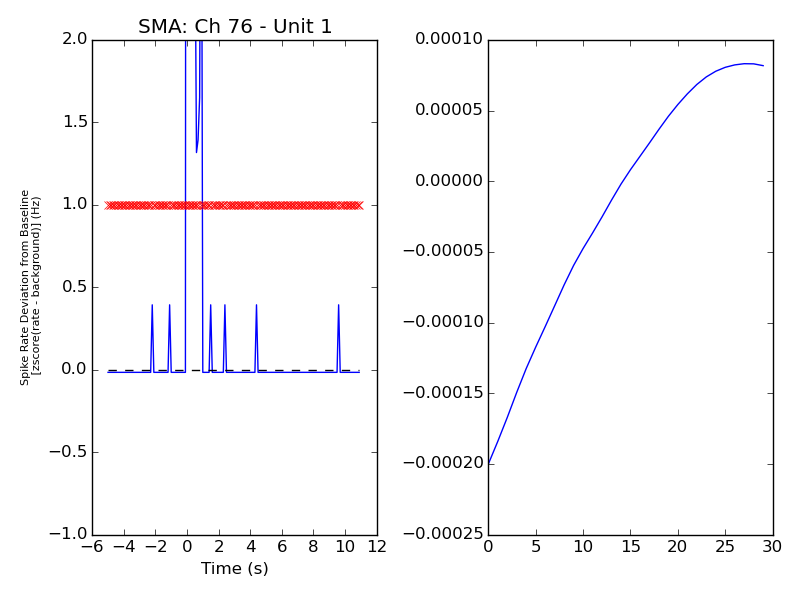 SMA: Ch 76 - Unit 1
2.0
1.5
1.0
0.5
0.0
−0.5
−1.0
Spike Rate Deviation from Baseline
[zscore(rate - background)] (Hz)
−6 −4 −2 0 2 4 6 8 10 12
Time (s)
0.00010
0.00005
0.00000
−0.00005
−0.00010
−0.00015
−0.00020
−0.00025
0 5 10 15 20 25 30